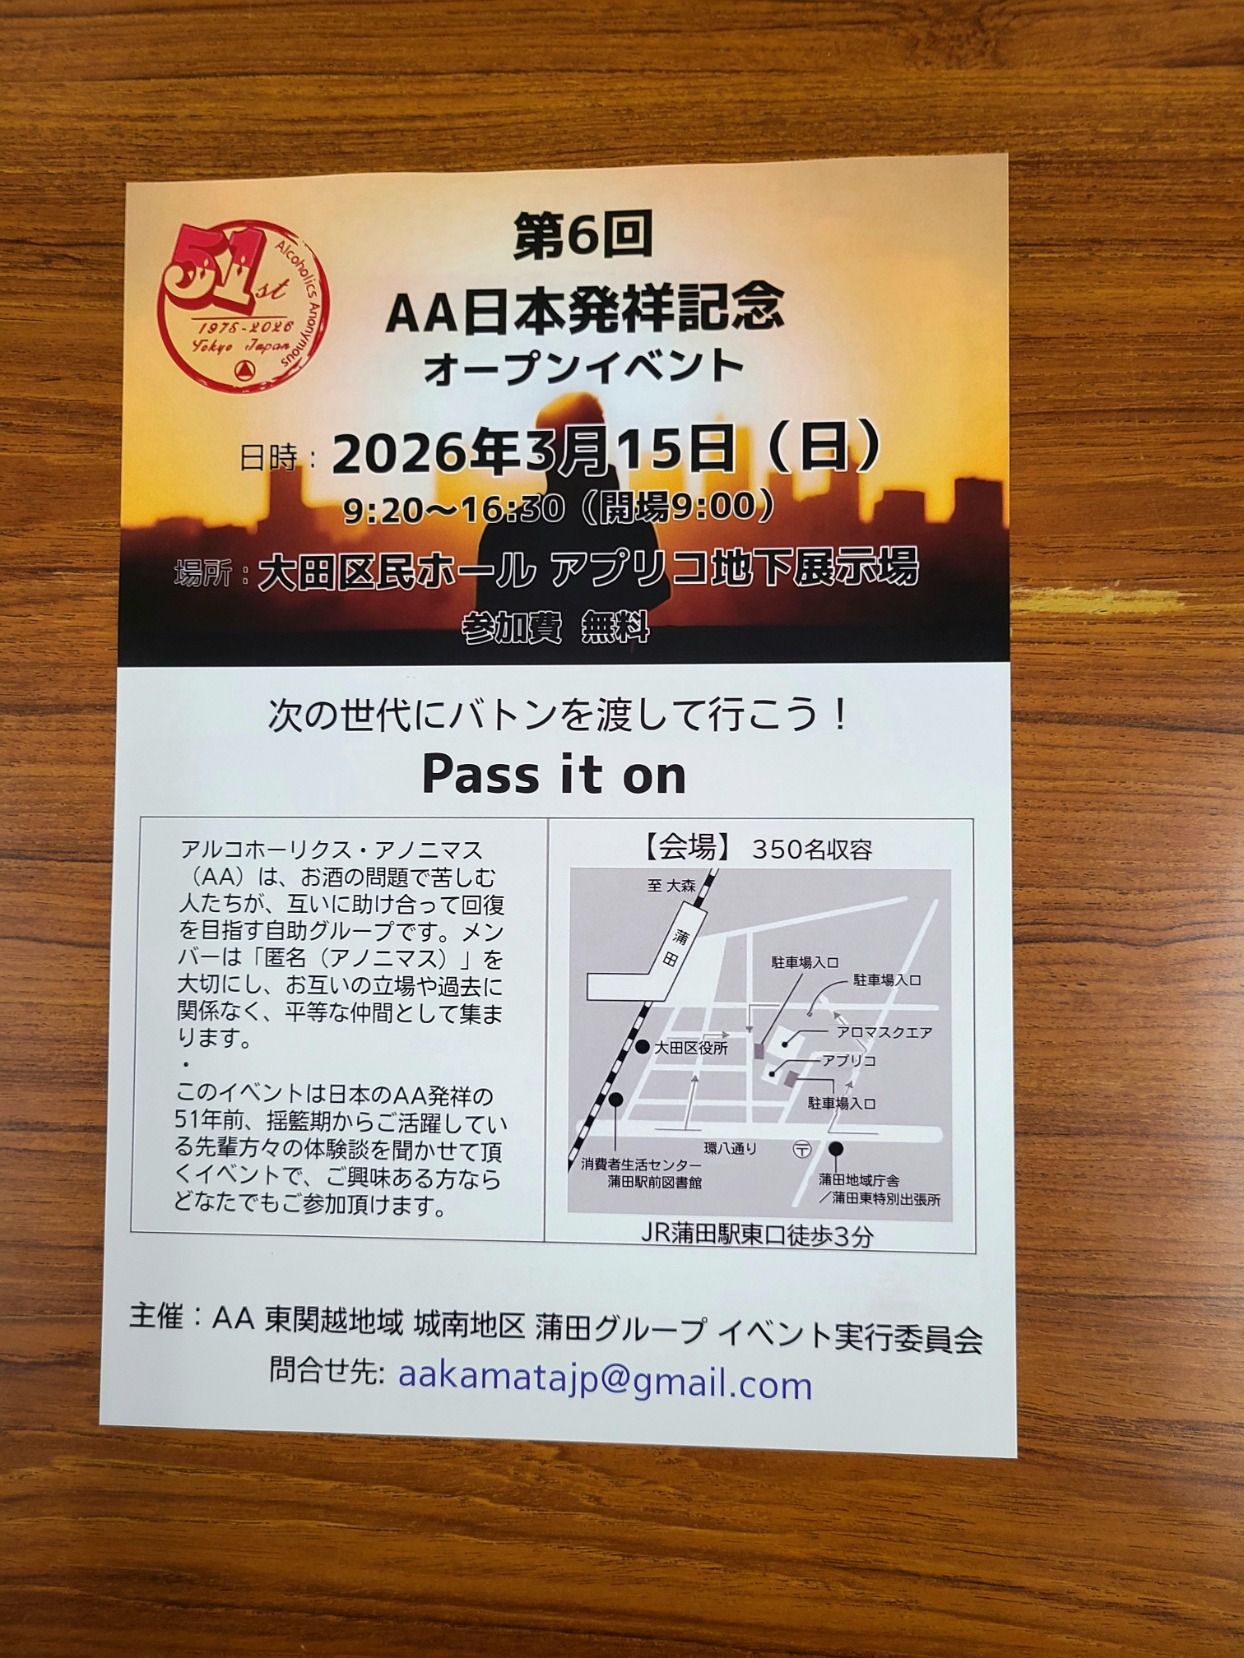 51st
Alcoholics Anonymous
1975-2026
Tokyo Japan
第6回
AA日本発祥記念
オープンイベント
日時：2026年3月15日（日）
9:20～16:30（開場9:00）
場所：大田区民ホール アプリコ地下展示場
参加費 無料
次の世代にバトンを渡して行こう！
Pass it on
アルコホーリクス・アノニマス
（AA）は、お酒の問題で苦しむ
人たちが、互いに助け合って回復
を目指す自助グループです。メン
バーは「匿名（アノニマス）」を
大切にし、お互いの立場や過去に
関係なく、平等な仲間として集ま
ります。
・
このイベントは日本のAA発祥の
51年前、揺籃期からご活躍してい
る先輩方々の体験談を聞かせて頂
くイベントで、ご興味ある方なら
どなたでもご参加頂けます。
【会場】 350名収容
至 大森
蒲田
駐車場入口
駐車場入口
アロマスクエア
大田区役所
アプリコ
駐車場入口
環八通り
〒
消費者生活センター
蒲田駅前図書館
蒲田地域庁舎
／蒲田東特別出張所
JR蒲田駅東口徒歩3分
主催：AA 東関越地域 城南地区 蒲田グループ イベント実行委員会
問合せ先: aakamatajp@gmail.com